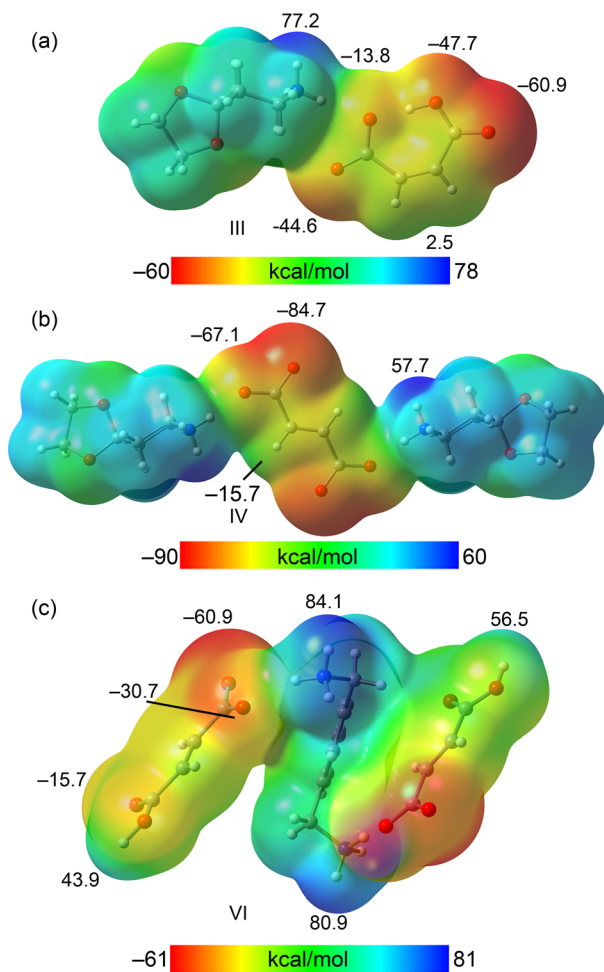 (a)
77.2
–13.8
–47.7
–60.9
III
-44.6
2.5
–60
kcal/mol
78
(b)
–84.7
–67.1
57.7
–15.7
IV
–90
kcal/mol
60
(c)
–60.9
84.1
56.5
–30.7
–15.7
43.9
VI
80.9
–61
kcal/mol
81